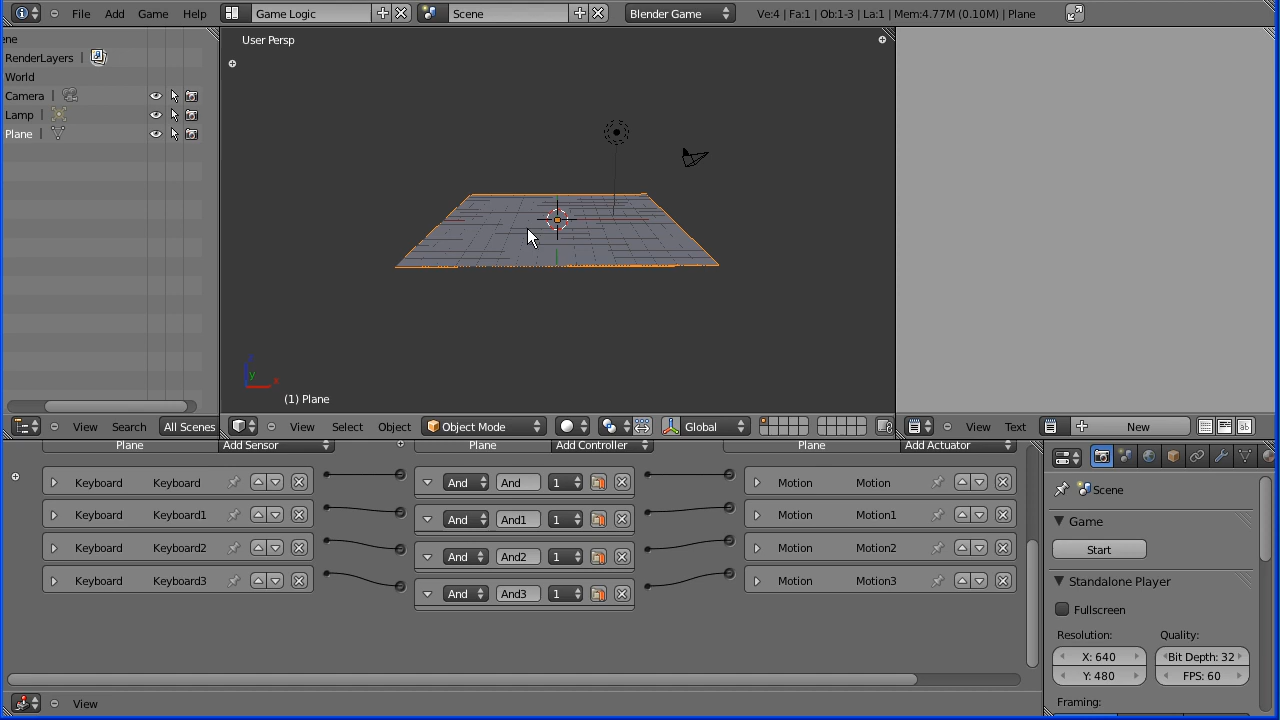 File Add Game Help Game Logic Scene Blender Game Ve:4 | Fa:1 | Ob:1-3 | La:1 | Mem:4.77M (0.10M) | Plane
ene
RenderLayers |
World
Camera |
Lamp |
Plane |
View Search All Scenes
User Persp
y x
(1) Plane
View Select Object Object Mode Global
View Text New
Plane Add Sensor Plane Add Controller Plane Add Actuator
Keyboard Keyboard And And 1 Motion Motion
Keyboard Keyboard1 And And1 1 Motion Motion1
Keyboard Keyboard2 And And2 1 Motion Motion2
Keyboard Keyboard3 And And3 1 Motion Motion3
View
Scene
Game
Start
Standalone Player
Fullscreen
Resolution: Quality:
X: 640 Bit Depth: 32
Y: 480 FPS: 60
Framing: